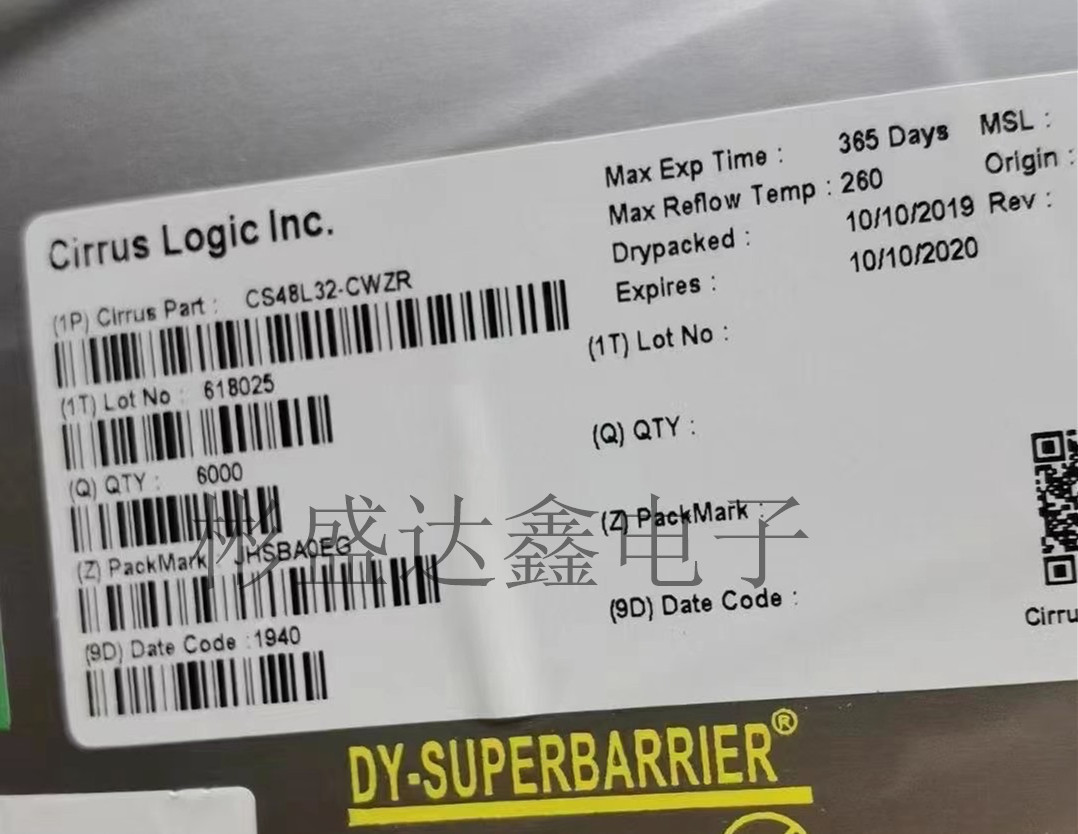 Cirrus Logic Inc.
(1P) Cirrus Part : CS48L32-CWZR
(1T) Lot No : 618025
(Q) QTY : 6000
(Z) PackMark JHSBA0EG
(9D) Date Code :1940
Max Exp Time : 365 Days
Max Reflow Temp : 260
Drypacked : 10/10/2019
Expires : 10/10/2020
MSL :
Origin :
Rev :
(1T) Lot No :
(Q) QTY :
(Z) PackMark :
(9D) Date Code :
Cirru
彬盛达鑫电子
DY-SUPERBARRIER®